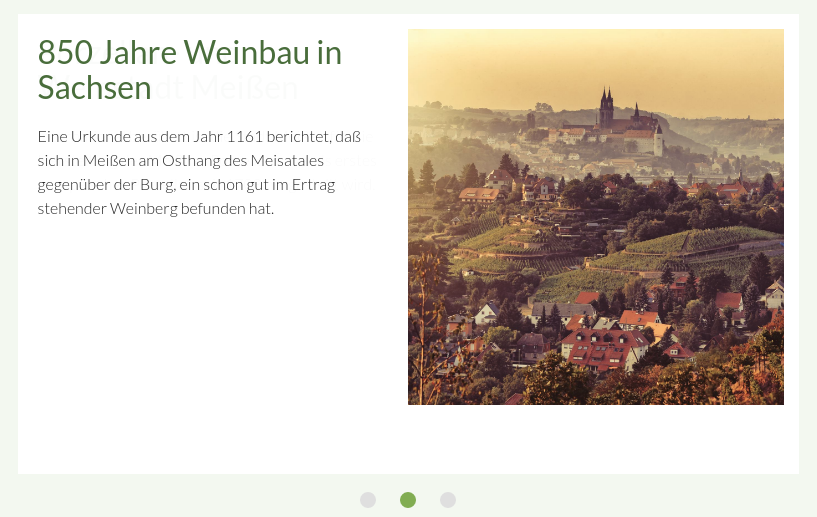 850 Jahre Weinbau in
Sachsen
Eine Urkunde aus dem Jahr 1161 berichtet, daß
sich in Meißen am Osthang des Meisatales
gegenüber der Burg, ein schon gut im Ertrag
stehender Weinberg befunden hat.